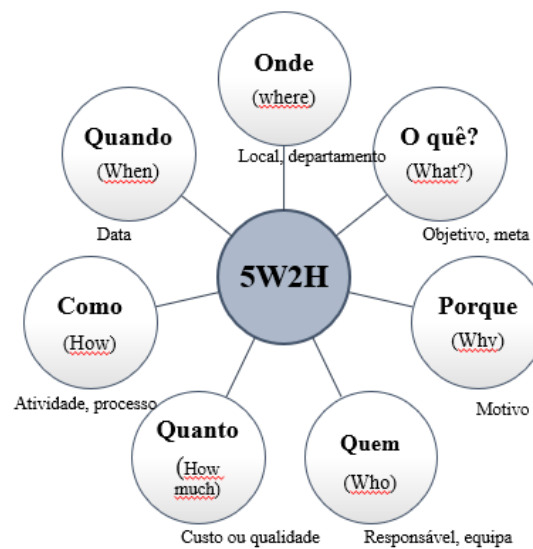 Onde
(where)
Local, departamento
O quê?
(What?)
Objetivo, meta
Porque
(Why)
Motivo
Quem
(Who)
Responsável, equipa
Quanto
(How
much)
Custo ou qualidade
Como
(How)
Atividade, processo
Quando
(When)
Data
5W2H